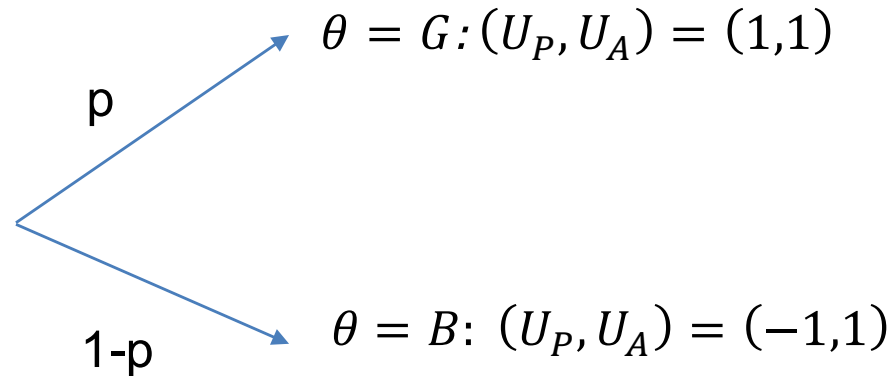 θ = G: (U_P, U_A) = (1,1)
p
θ = B: (U_P, U_A) = (−1,1)
1-p